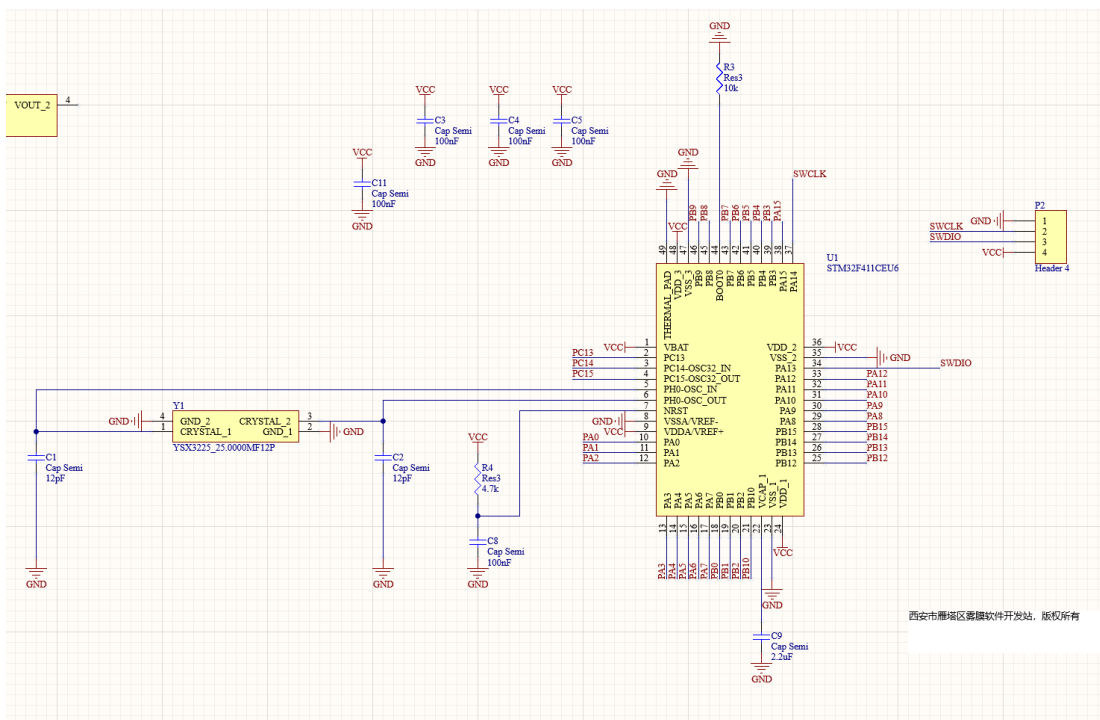 GND
R3
Res3
10k
VOUT_2
4
VCC
C3
Cap Semi
100nF
GND
VCC
C4
Cap Semi
100nF
GND
VCC
C5
Cap Semi
100nF
GND
VCC
C11
Cap Semi
100nF
GND
GND
GND
VCC
PB9
PB8
PB7
PB6
PB5
PB4
PB3
PA15
SWCLK
49
48
47
46
45
44
43
42
41
40
39
38
37
THERMAL_PAD
VDD_3
VSS_3
PB9
PB8
BOOT0
PB7
PB6
PB5
PB4
PB3
PA15
PA14
U1
STM32F411CEU6
P2
GND
1
SWCLK
2
SWDIO
3
VCC
4
Header 4
VCC 1 VBAT
PC13 2 PC13
PC14 3 PC14-OSC32_IN
PC15 4 PC15-OSC32_OUT
5 PH0-OSC_IN
6 PH0-OSC_OUT
7 NRST
GND 8 VSSA/VREF-
VCC 9 VDDA/VREF+
PA0 10 PA0
PA1 11 PA1
PA2 12 PA2
VDD_2 36 VCC
VSS_2 35 GND
PA13 34 SWDIO
PA12 33 PA12
PA11 32 PA11
PA10 31 PA10
PA9 30 PA9
PA8 29 PA8
PB15 28 PB15
PB14 27 PB14
PB13 26 PB13
PB12 25 PB12
Y1
GND 4 GND_2
1 CRYSTAL_1
CRYSTAL_2 3
GND_1 2 GND
YSX3225_25.0000MF12P
C1
Cap Semi
12pF
GND
C2
Cap Semi
12pF
GND
VCC
R4
Res3
4.7k
C8
Cap Semi
100nF
GND
PA3
PA4
PA5
PA6
PA7
PB0
PB1
PB2
PB10
VCAP_1
VSS_1
VDD_1
13
14
15
16
17
18
19
20
21
22
23
24
PA3
PA4
PA5
PA6
PA7
PB0
PB1
PB2
PB10
VCC
GND
C9
Cap Semi
2.2uF
GND
西安市雁塔区雾膜软件开发站，版权所有